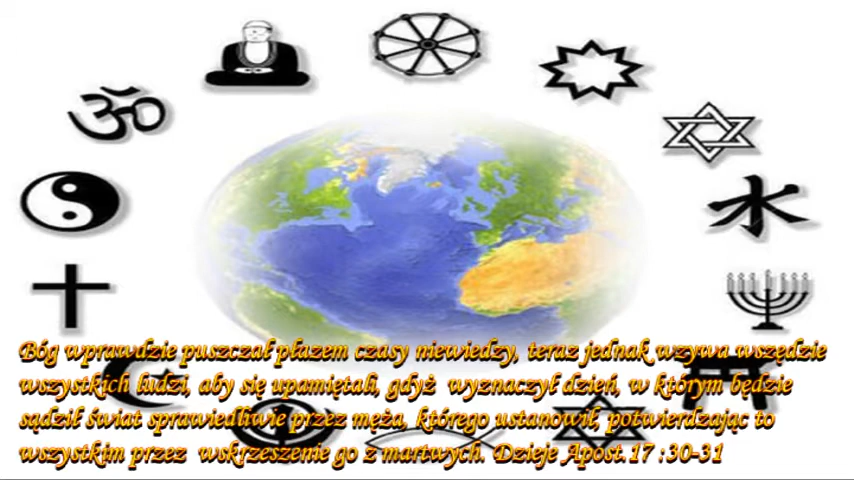 Bóg wprawdzie puszczał płazem czasy niewiedzy, teraz jednak wzywa wszędzie
wszystkich ludzi, aby się upamiętali, gdyż wyznaczył dzień, w którym będzie
sądził świat sprawiedliwie przez męża, którego ustanowił, potwierdzając to
wszystkim przez wskrzeszenie go z martwych. Dzieje Apost.17 :30-31